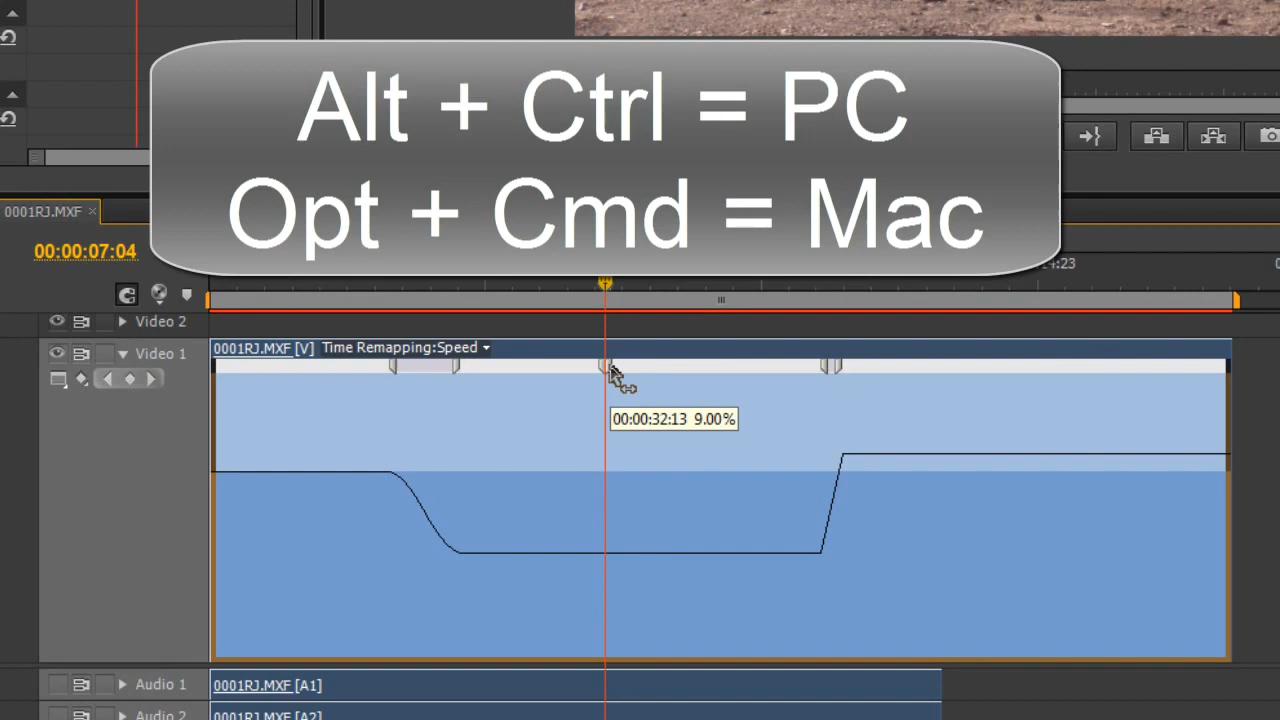 Alt + Ctrl = PC
Opt + Cmd = Mac
0001RJ.MXF ×
00:00:07:04
Video 2
Video 1
0001RJ.MXF [V] Time Remapping:Speed
00:00:32:13 9.00%
Audio 1
0001RJ.MXF [A1]
Audio 2
0001RJ.MXF [A2]